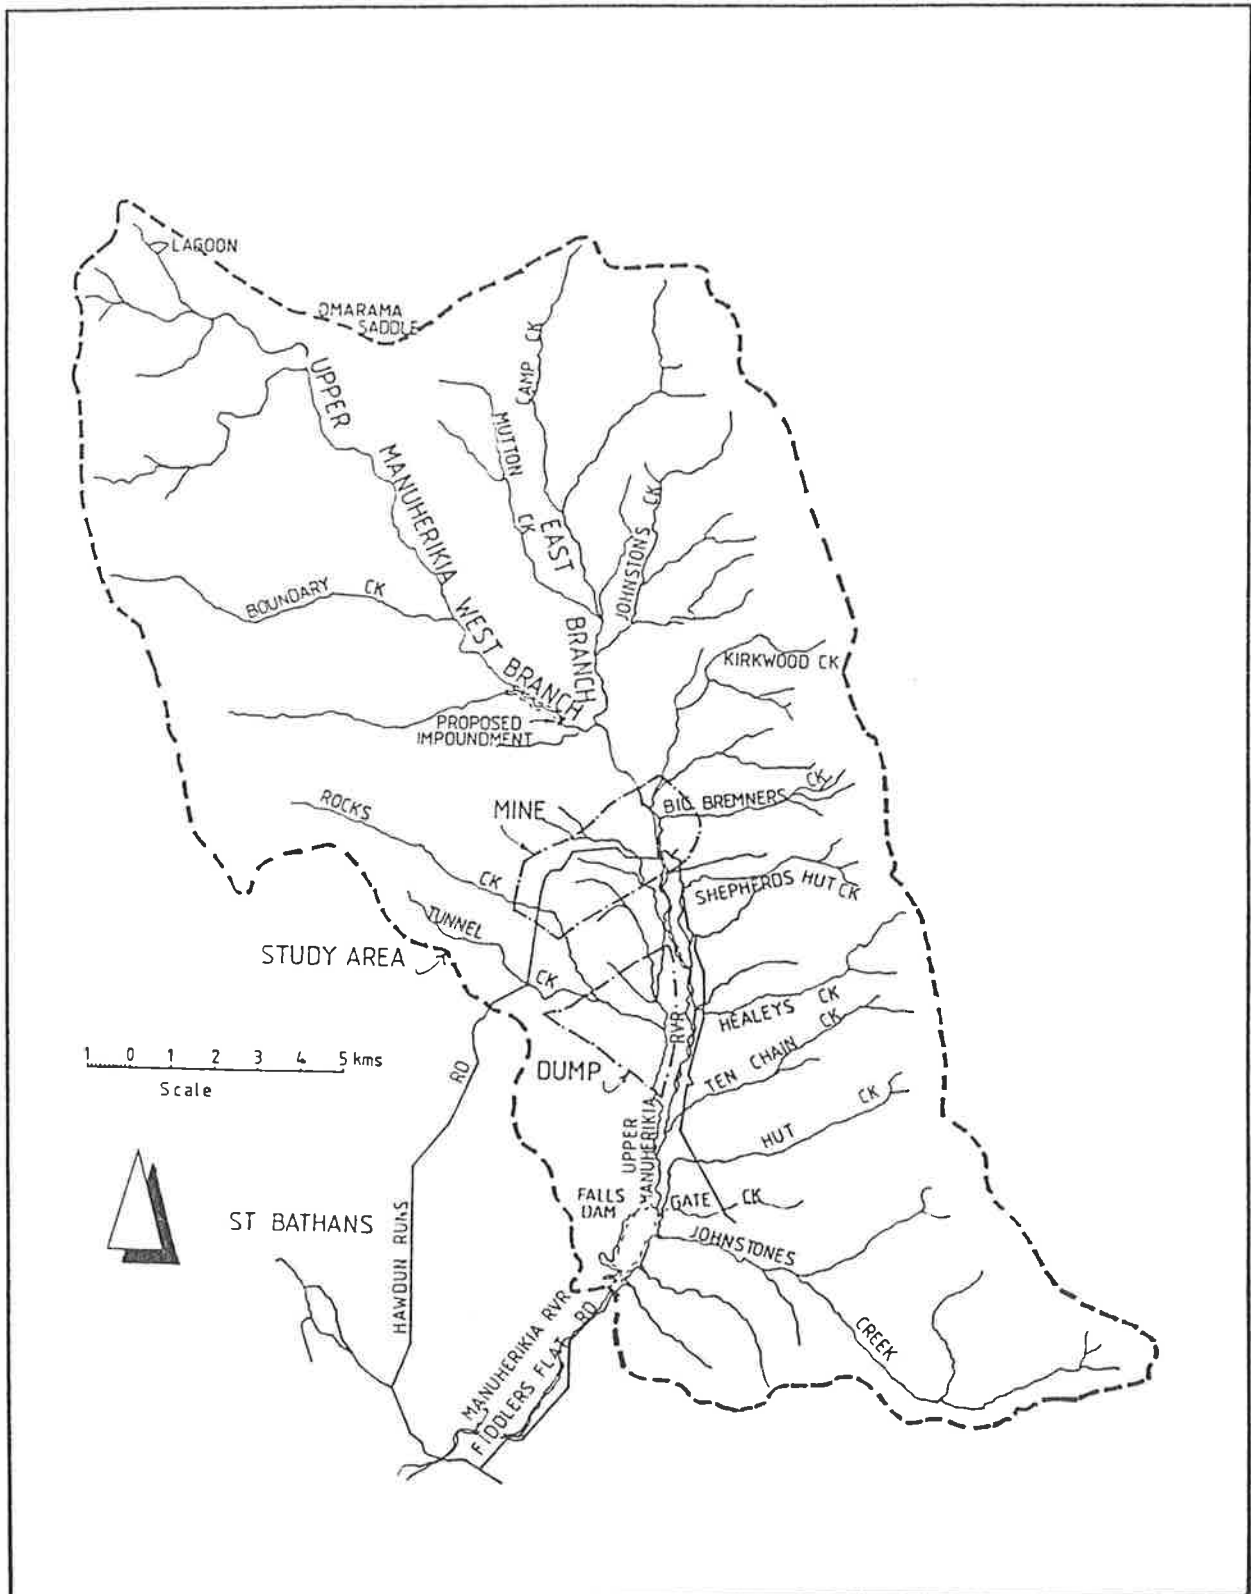 LAGOON
OMARAMA
SADDLE
UPPER
MANUHERIKIA
WEST BRANCH
CAMP CK
MUTTON
CK
EAST
BRANCH
JOHNSTONS CK
BOUNDARY CK
KIRKWOOD CK
PROPOSED
IMPOUNDMENT
ROCKS
CK
MINE
BIG BREMNERS CK
SHEPHERDS HUT CK
TUNNEL
CK
STUDY AREA
HEALEYS CK
RVR
TEN CHAIN CK
1 0 1 2 3 4 5 kms
Scale
RD
DUMP
UPPER
MANUHERIKIA
HUT CK
FALLS
DAM
GATE CK
ST BATHANS
HAWDUN RUNS
JOHNSTONES
CREEK
MANUHERIKIA RVR
FIDDLERS FLAT RD